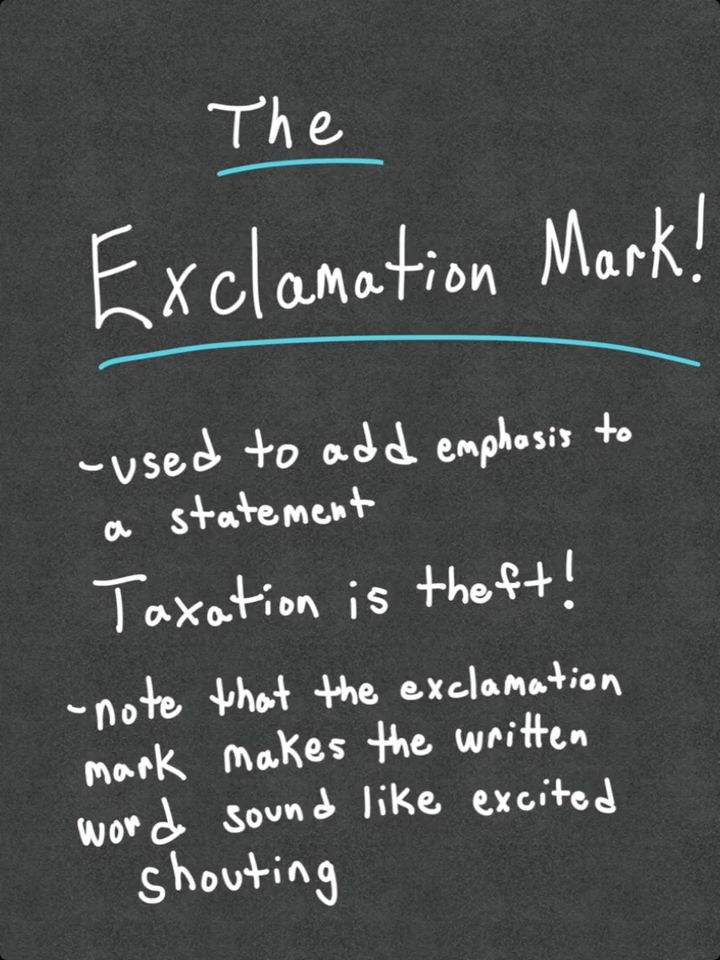 The
Exclamation Mark!
-used to add emphasis to
a statement
Taxation is theft!
-note that the exclamation
mark makes the written
word sound like excited
shouting